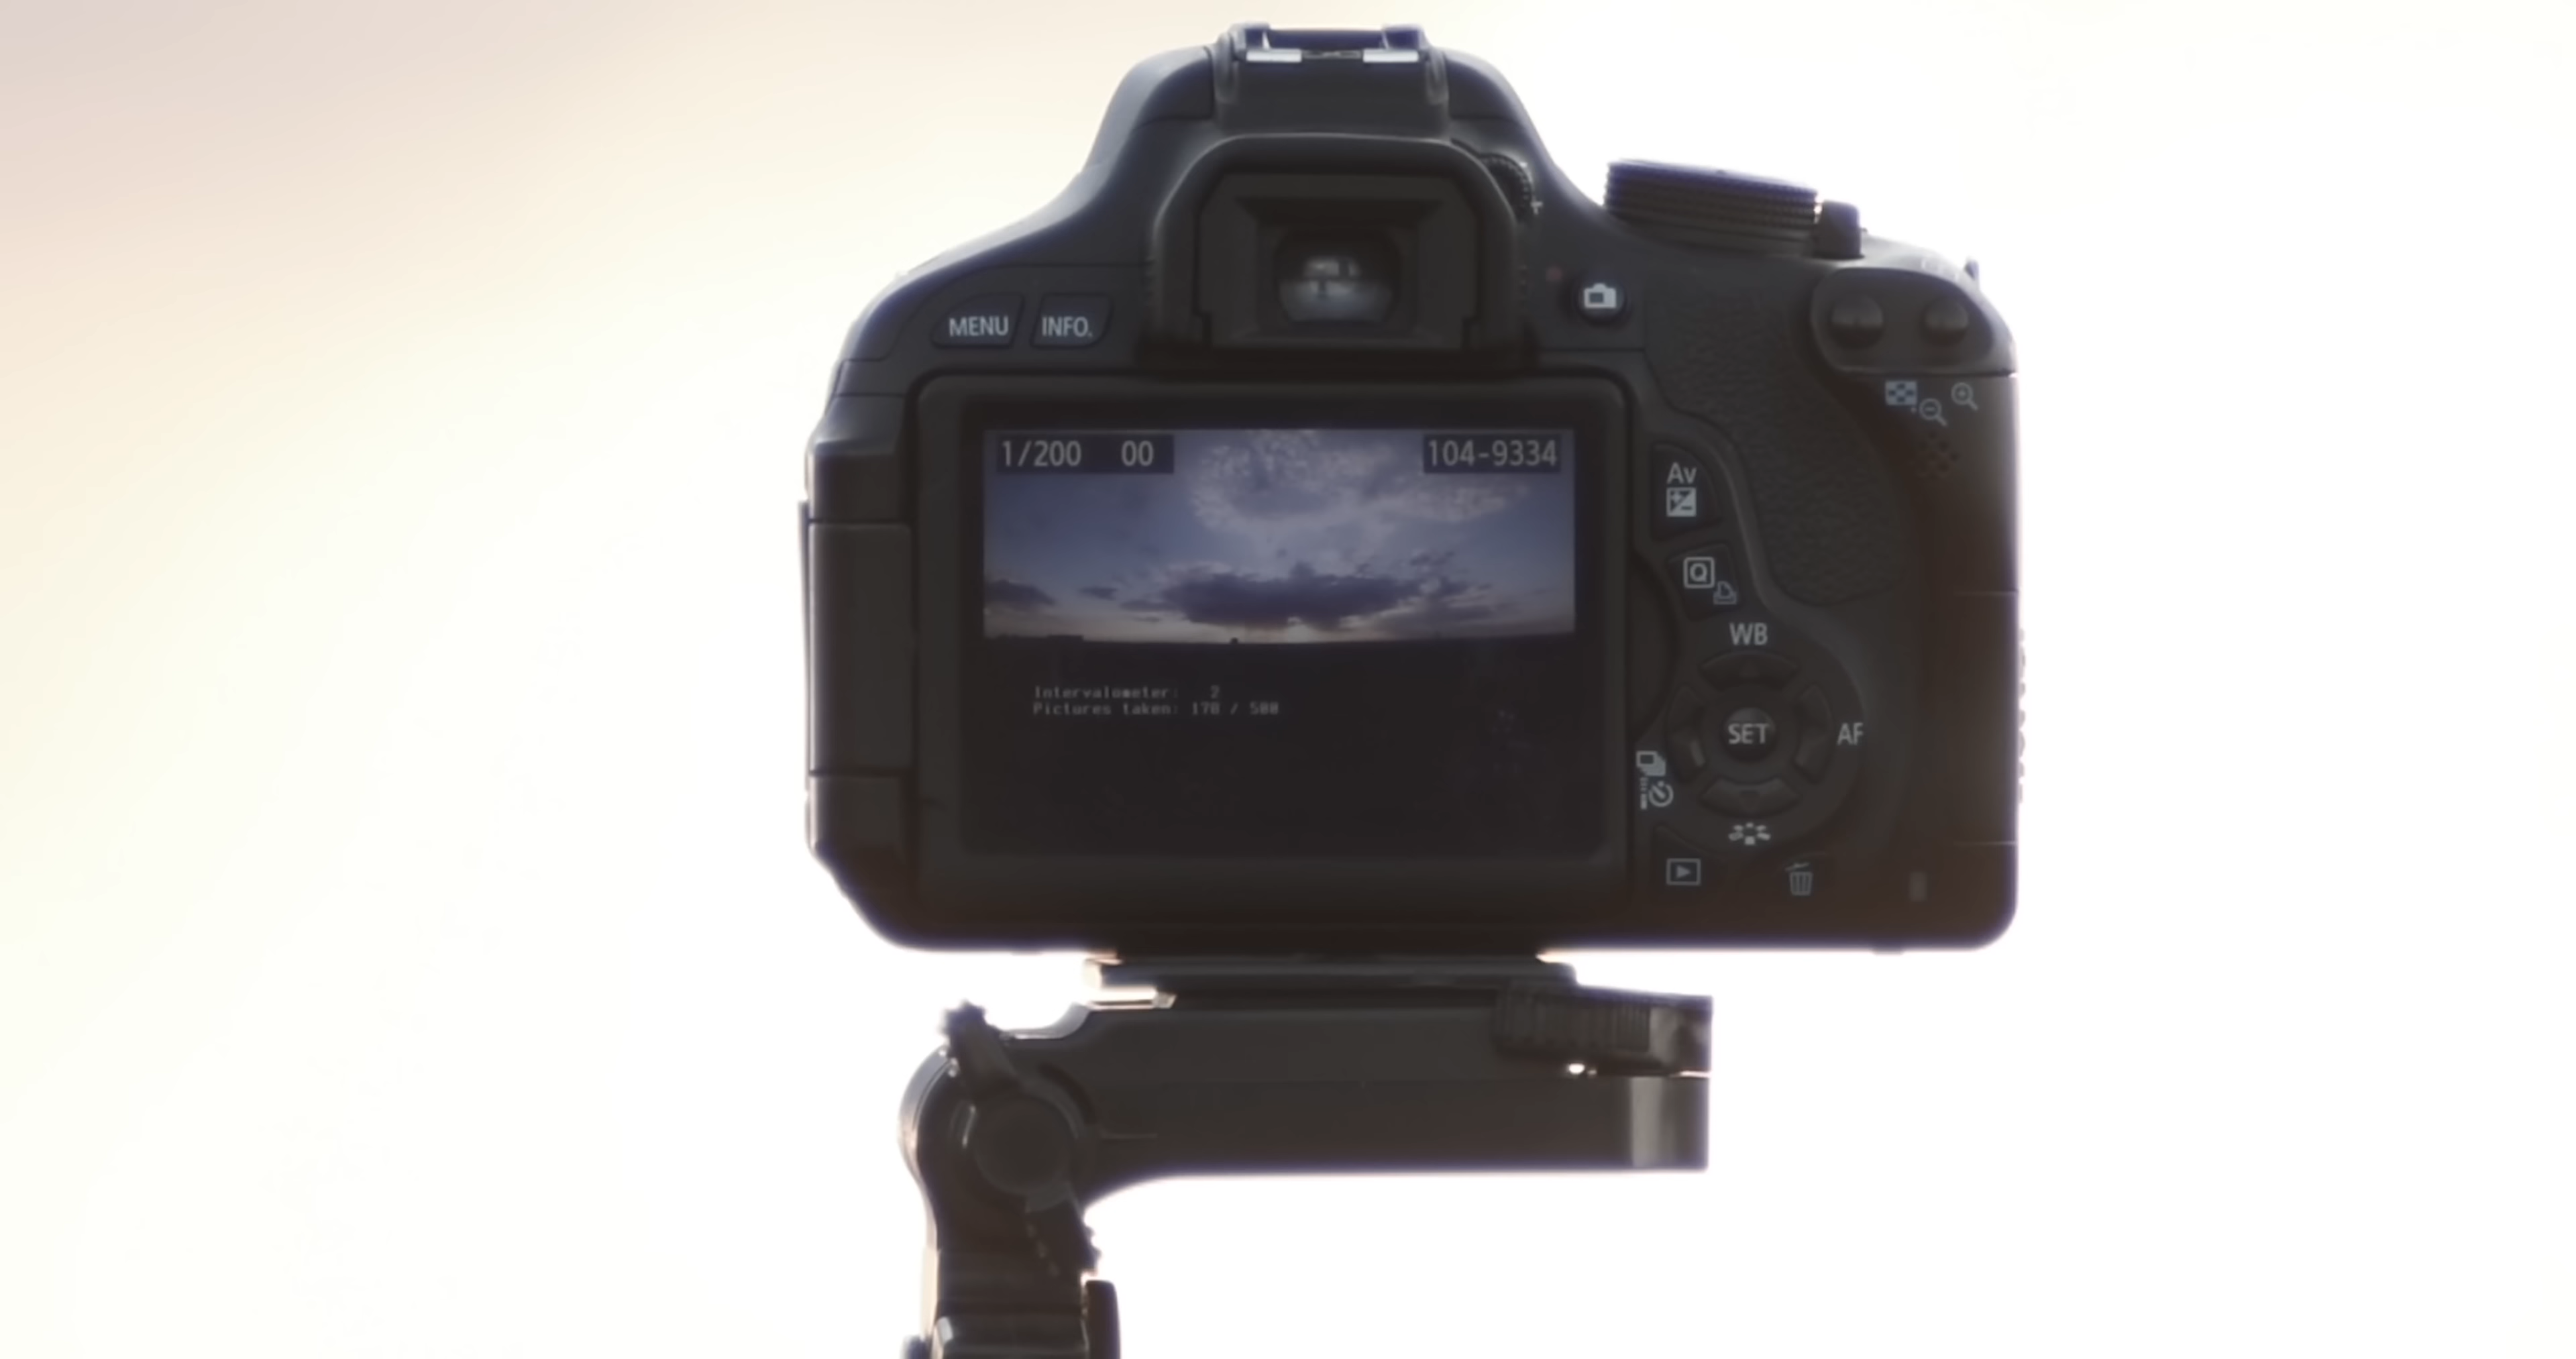 MENU INFO.
1/200 00 104-9334
Av
Q
WB
Intervalometer: 2
Pictures taken: 178 / 500
SET AF